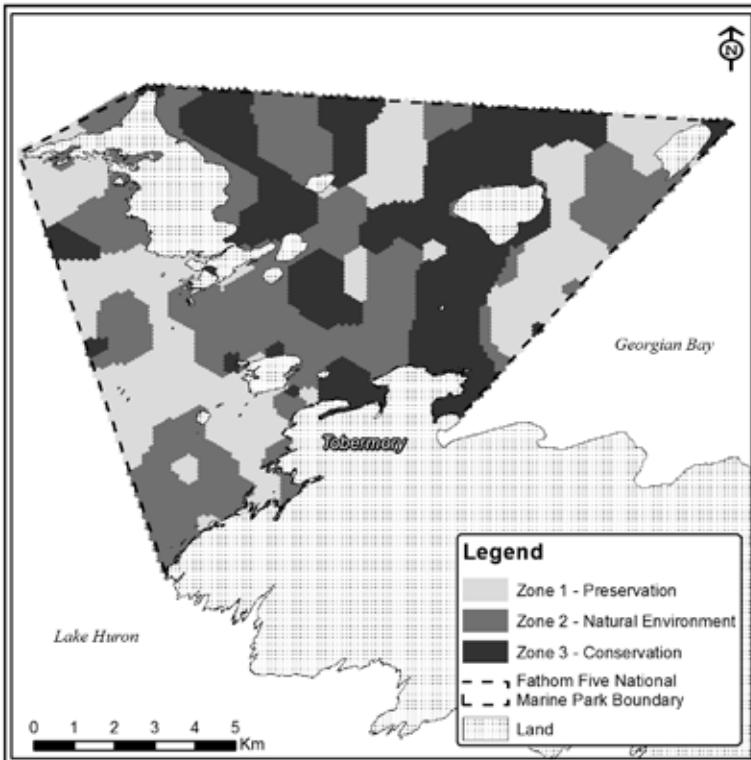 N
Georgian Bay
Tobermory
Lake Huron
Legend
Zone 1 - Preservation
Zone 2 - Natural Environment
Zone 3 - Conservation
Fathom Five National
Marine Park Boundary
Land
0 1 2 3 4 5
Km